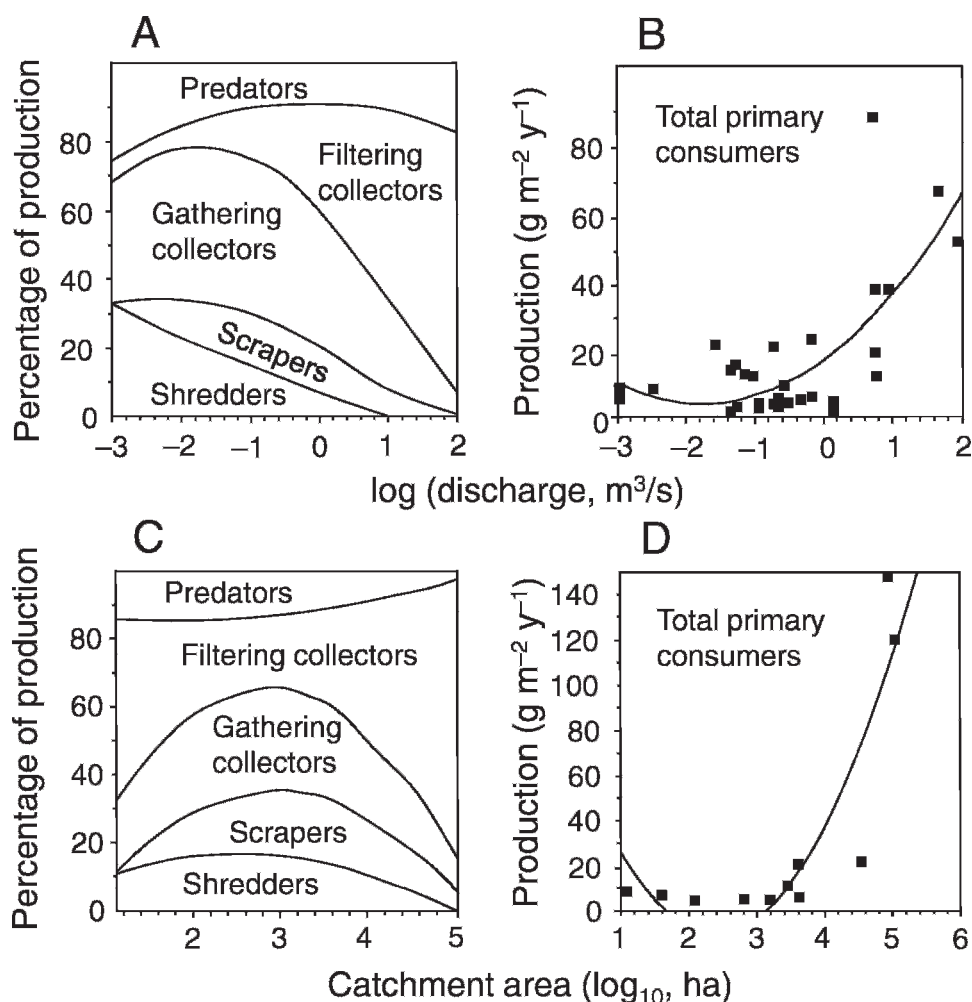 A
B
Percentage of production
80
60
40
20
0
Predators
Filtering
collectors
Gathering
collectors
Scrapers
Shredders
−3
−2
−1
0
1
2
Production (g m−2 y−1)
80
60
40
20
0
Total primary
consumers
−3
−2
−1
0
1
2
log (discharge, m3/s)
C
D
Percentage of production
80
60
40
20
0
Predators
Filtering collectors
Gathering
collectors
Scrapers
Shredders
2
3
4
5
Production (g m−2 y−1)
140
120
100
80
60
40
20
0
Total primary
consumers
1
2
3
4
5
6
Catchment area (log10, ha)